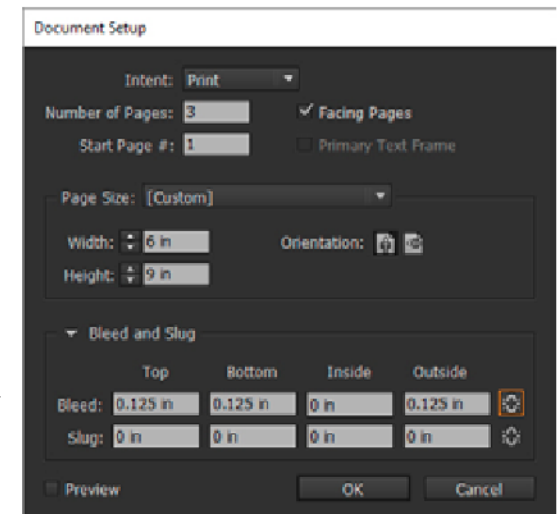 Document Setup
Intent: Print
Number of Pages: 3 Facing Pages
Start Page #: 1 Primary Text Frame
Page Size: [Custom]
Width: 6 in Orientation:
Height: 9 in
Bleed and Slug
Top Bottom Inside Outside
Bleed: 0.125 in 0.125 in 0 in 0.125 in
Slug: 0 in 0 in 0 in 0 in
Preview OK Cancel